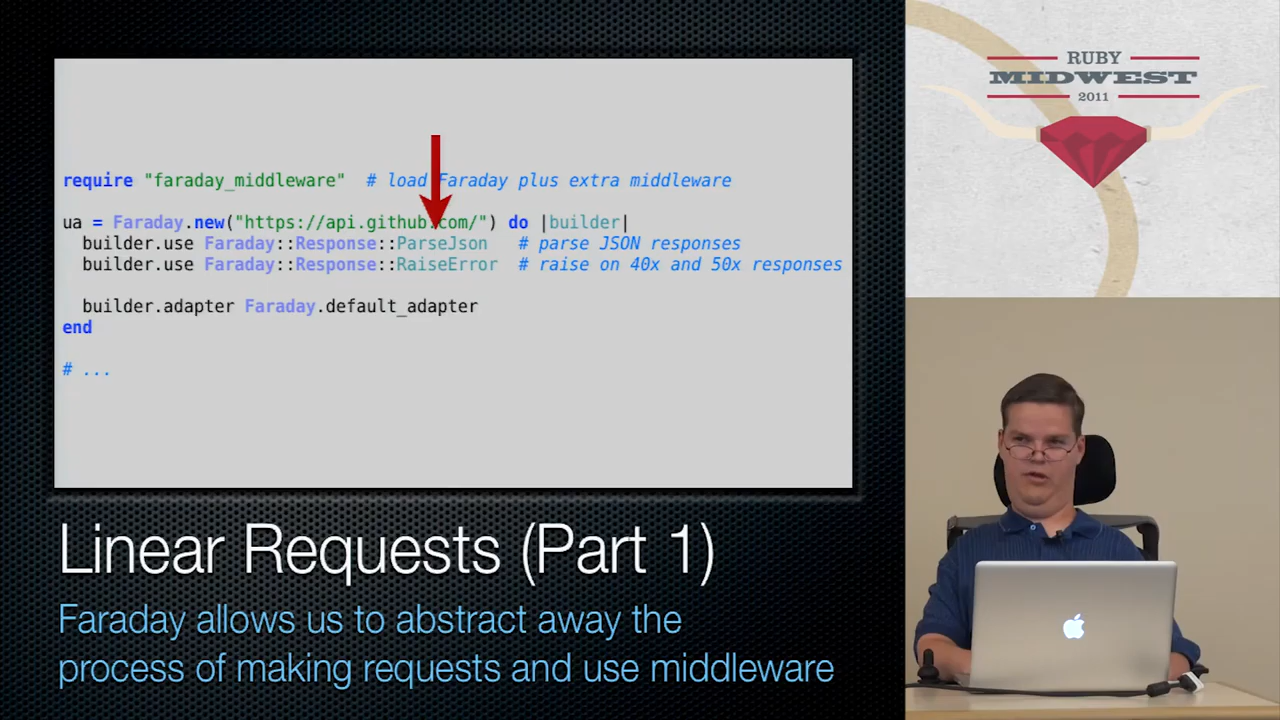 require "faraday_middleware"  # load Faraday plus extra middleware
ua = Faraday.new("https://api.github.com/") do |builder|
  builder.use Faraday::Response::ParseJson   # parse JSON responses
  builder.use Faraday::Response::RaiseError  # raise on 40x and 50x responses
  builder.adapter Faraday.default_adapter
end
# ...
Linear Requests (Part 1)
Faraday allows us to abstract away the
process of making requests and use middleware
RUBY
MIDWEST
2011